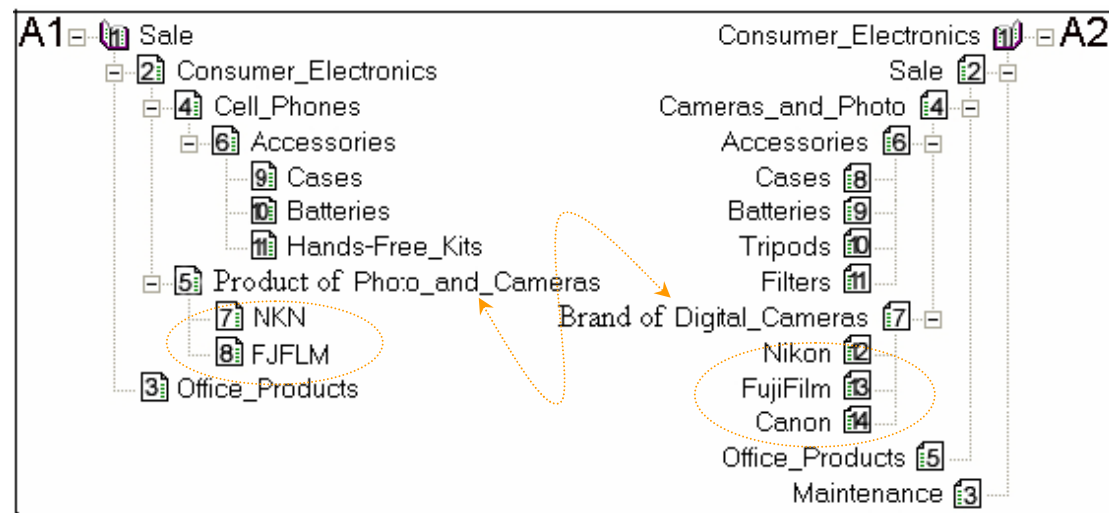 A1 1 Sale
2 Consumer_Electronics
4 Cell_Phones
6 Accessories
9 Cases
10 Batteries
11 Hands-Free_Kits
5 Product of Photo_and_Cameras
7 NKN
8 FJFLM
3 Office_Products
Consumer_Electronics 1 A2
Sale 2
Cameras_and_Photo 4
Accessories 6
Cases 8
Batteries 9
Tripods 10
Filters 11
Brand of Digital_Cameras 7
Nikon 12
FujiFilm 13
Canon 14
Office_Products 5
Maintenance 3